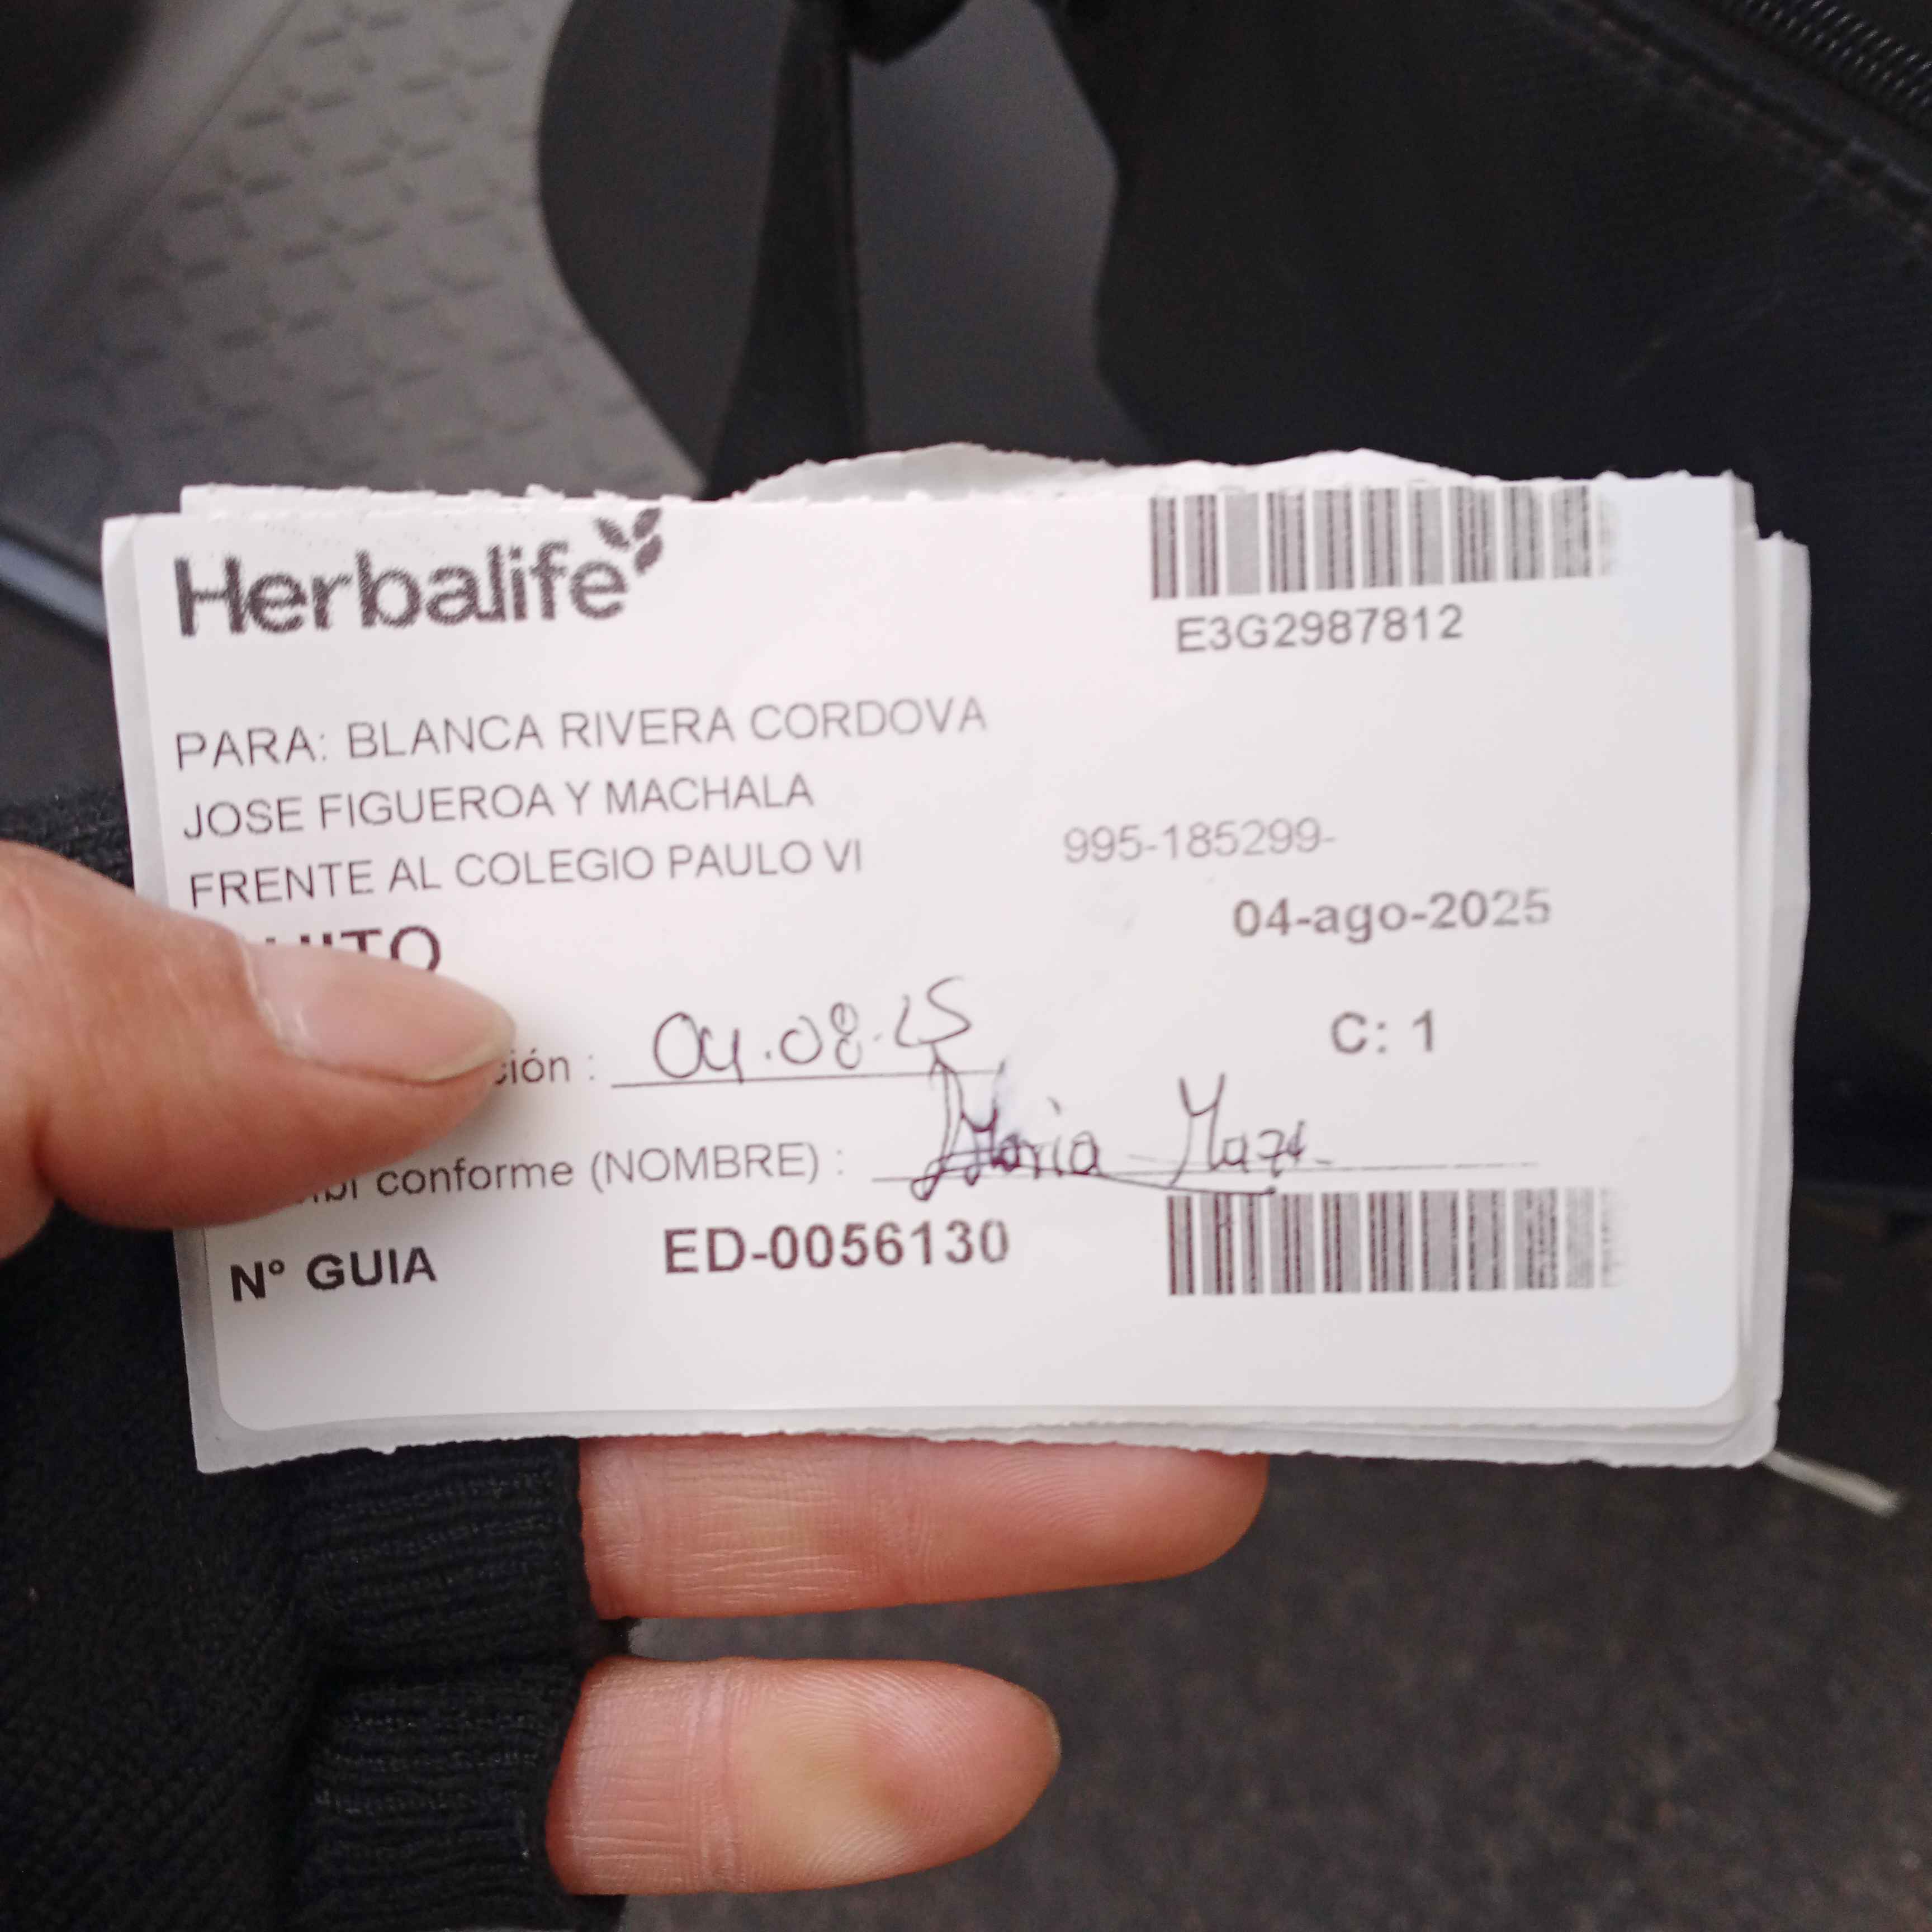 Herbalife
E3G2987812
PARA: BLANCA RIVERA CORDOVA
JOSE FIGUEROA Y MACHALA
FRENTE AL COLEGIO PAULO VI
995-185299-
04-ago-2025
ción : 04.08.25
C: 1
conforme (NOMBRE) : Maria
N° GUIA ED-0056130